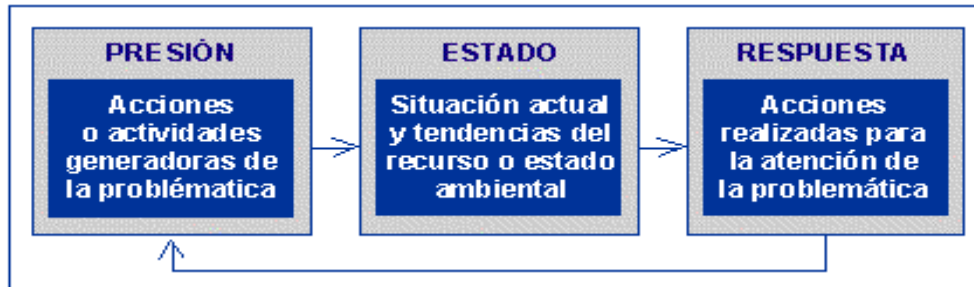 PRESIÓN
Acciones
o actividades
generadoras de
la problématica
ESTADO
Situación actual
y tendencias del
recurso o estado
ambiental
RESPUESTA
Acciones
realizadas para
la atención de
la problemática